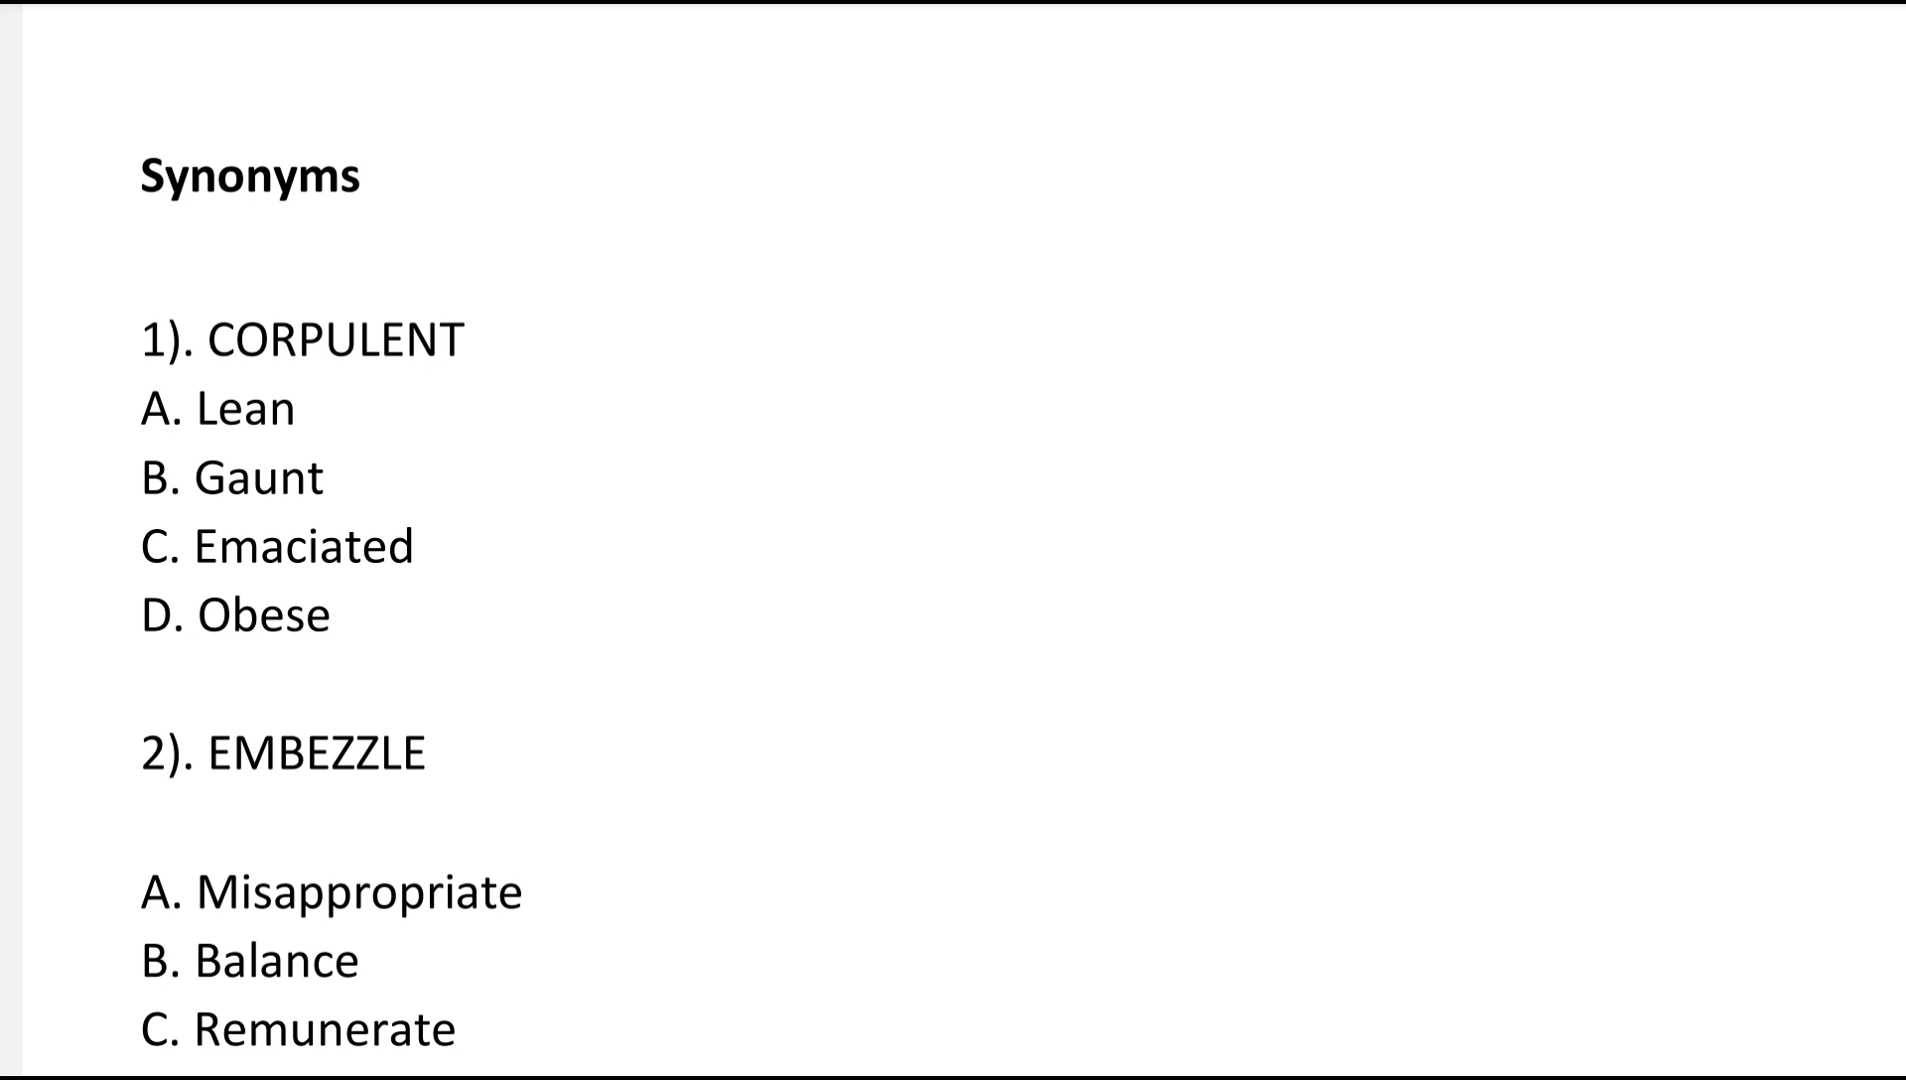 Synonyms
1). CORPULENT
A. Lean
B. Gaunt
C. Emaciated
D. Obese
2). EMBEZZLE
A. Misappropriate
B. Balance
C. Remunerate